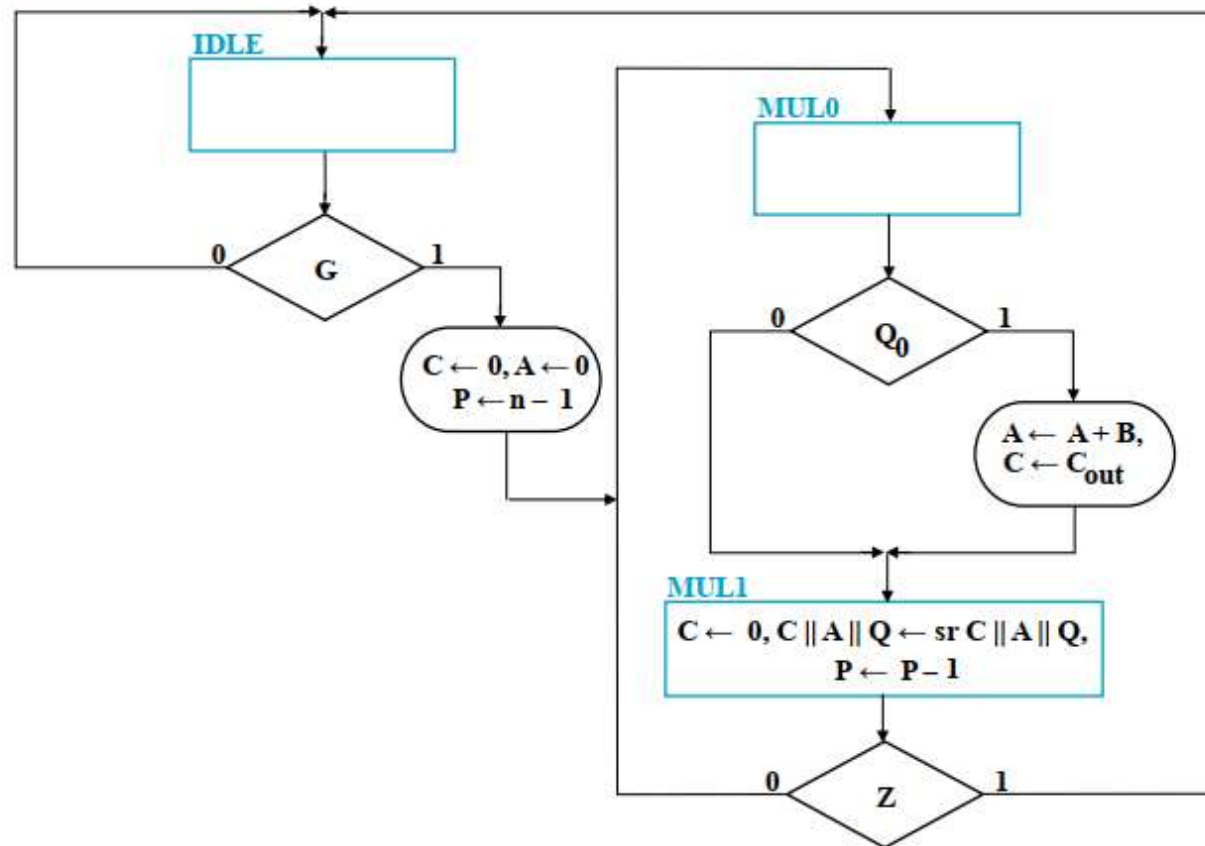 IDLE
G
0
1
C ← 0, A ← 0
P ← n – 1
MUL0
Q0
0
1
A ← A + B,
C ← Cout
MUL1
C ← 0, C || A || Q ← sr C || A || Q,
P ← P – 1
0
Z
1